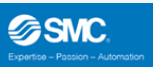 SMC.
Expertise – Passion – Automation